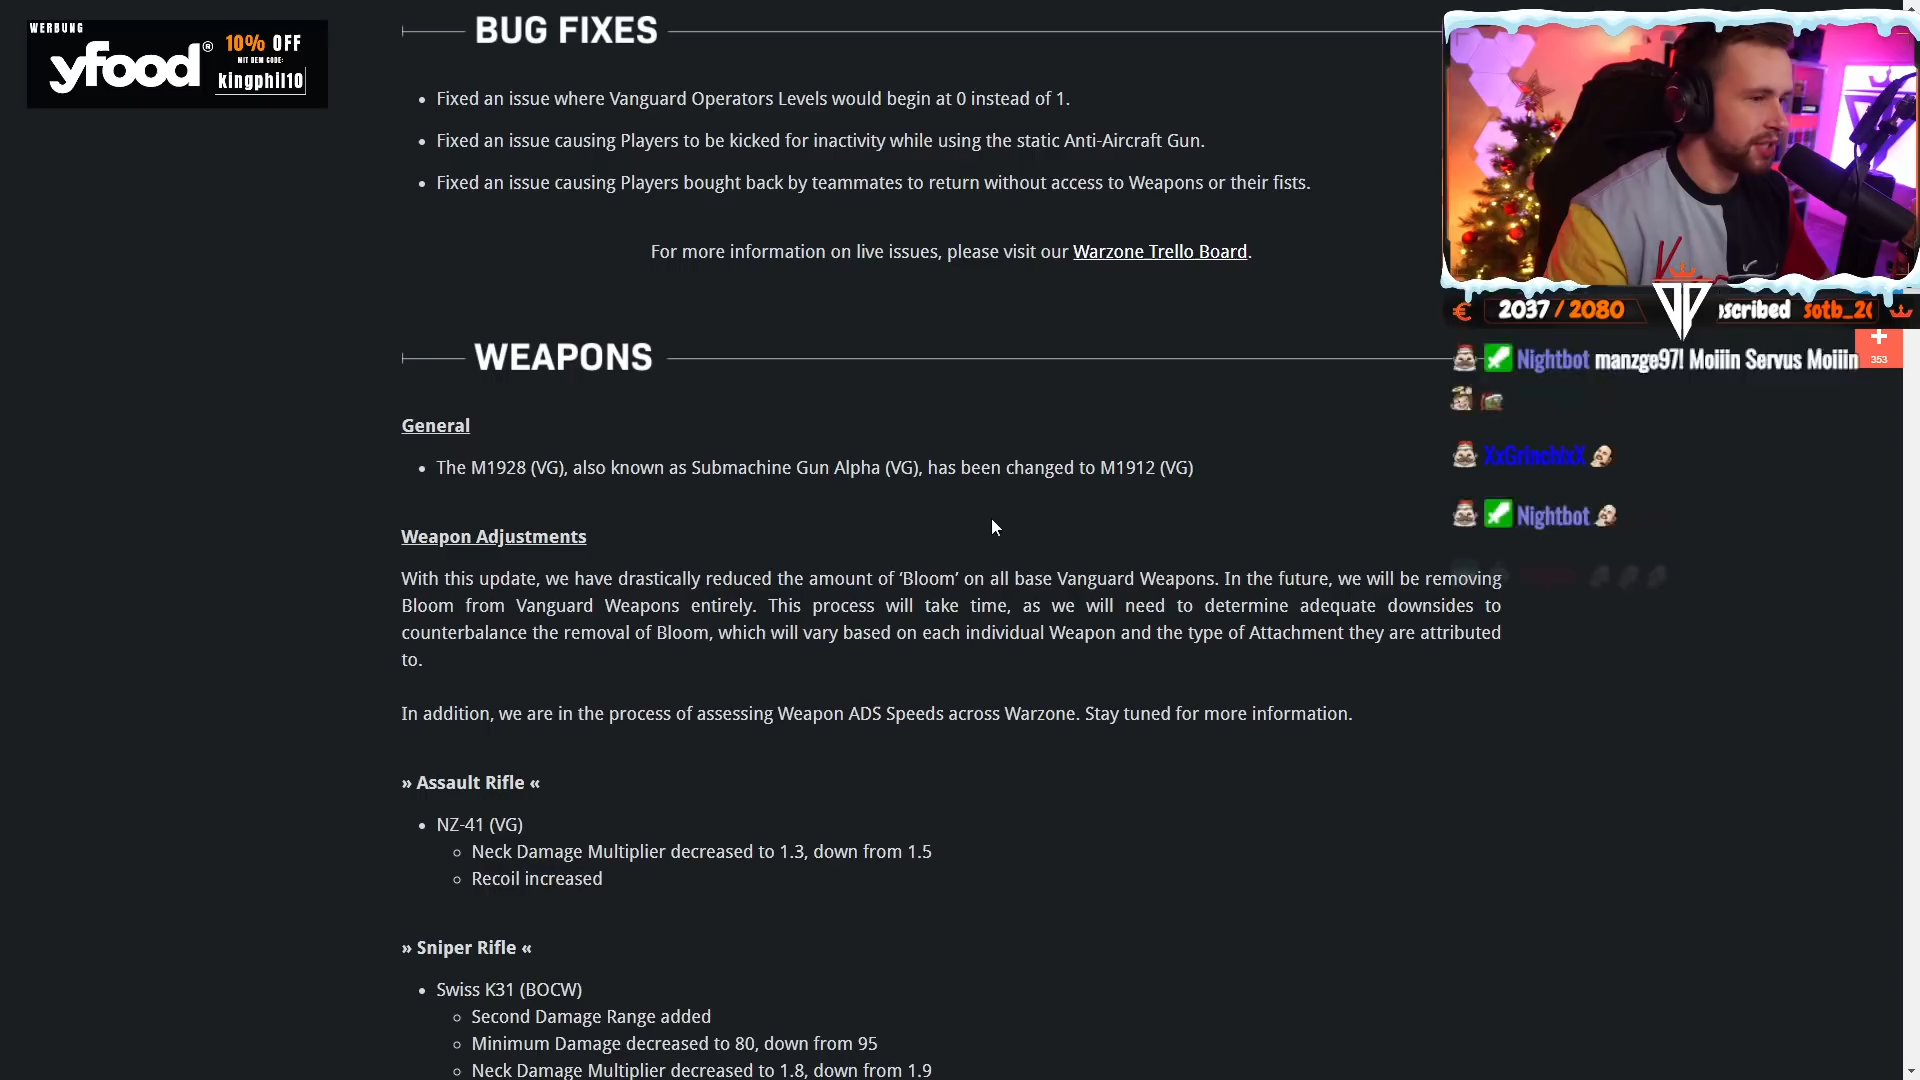 WERBUNG
yfood® 10% OFF
MIT DEM CODE:
kingphil10
BUG FIXES
• Fixed an issue where Vanguard Operators Levels would begin at 0 instead of 1.
• Fixed an issue causing Players to be kicked for inactivity while using the static Anti-Aircraft Gun.
• Fixed an issue causing Players bought back by teammates to return without access to Weapons or their fists.
For more information on live issues, please visit our Warzone Trello Board.
WEAPONS
General
• The M1928 (VG), also known as Submachine Gun Alpha (VG), has been changed to M1912 (VG)
Weapon Adjustments
With this update, we have drastically reduced the amount of ‘Bloom’ on all base Vanguard Weapons. In the future, we will be removing
Bloom from Vanguard Weapons entirely. This process will take time, as we will need to determine adequate downsides to
counterbalance the removal of Bloom, which will vary based on each individual Weapon and the type of Attachment they are attributed
to.
In addition, we are in the process of assessing Weapon ADS Speeds across Warzone. Stay tuned for more information.
» Assault Rifle «
• NZ-41 (VG)
◦ Neck Damage Multiplier decreased to 1.3, down from 1.5
◦ Recoil increased
» Sniper Rifle «
• Swiss K31 (BOCW)
◦ Second Damage Range added
◦ Minimum Damage decreased to 80, down from 95
◦ Neck Damage Multiplier decreased to 1.8, down from 1.9
€ 2037 / 2080
scribed sotb_2
+
353
Nightbot manzge97! Moiiin Servus Moiiin
XxGrinchixX
Nightbot